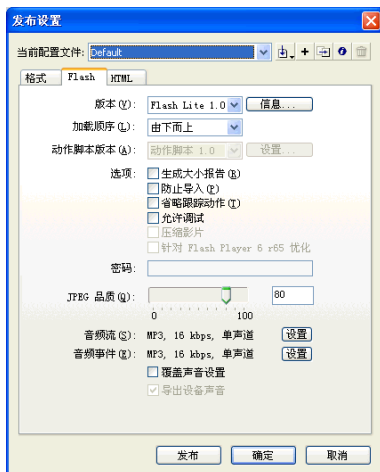 发布设置
当前配置文件: Default
格式 Flash HTML
版本(V): Flash Lite 1.0 信息...
加载顺序(L): 由下而上
动作脚本版本(A): 动作脚本 1.0 设置...
选项: 生成大小报告(R)
防止导入(P)
省略跟踪动作(T)
允许调试
压缩影片
针对 Flash Player 6 r65 优化
密码:
JPEG 品质(Q): 80
0 100
音频流(S): MP3, 16 kbps, 单声道 设置
音频事件(E): MP3, 16 kbps, 单声道 设置
覆盖声音设置
导出设备声音
发布 确定 取消